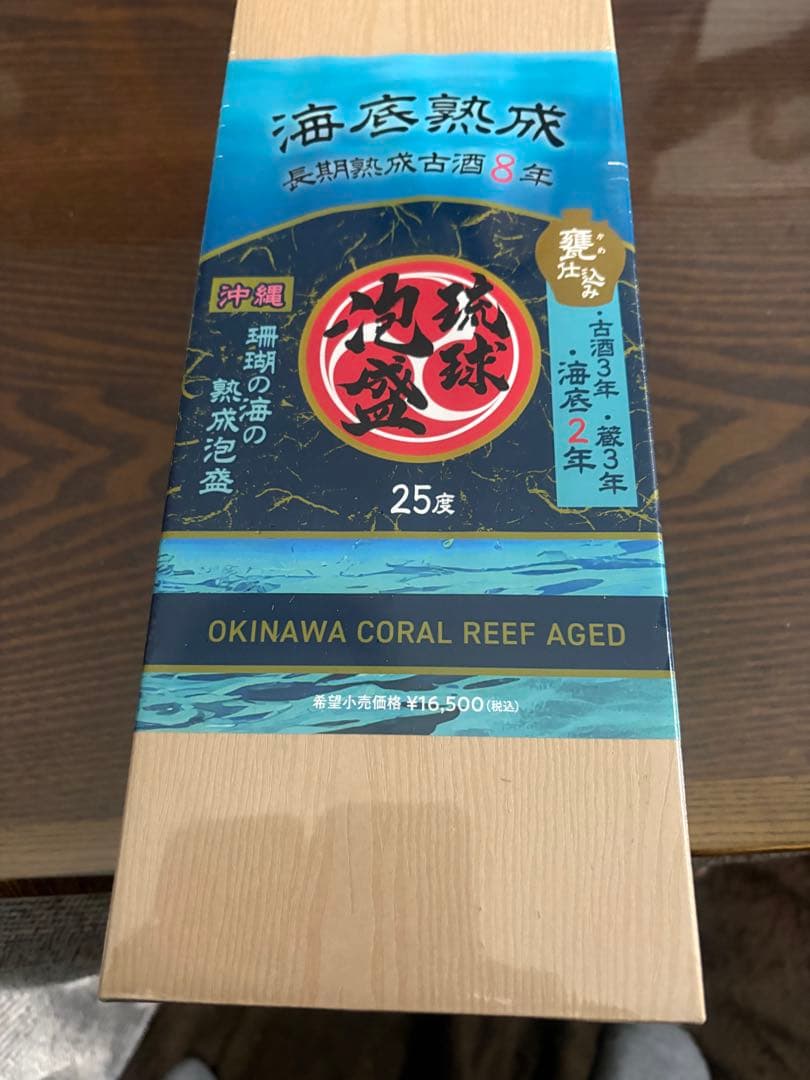 海底熟成
長期熟成古酒8年
甕仕込み
かめ
・古酒3年・蔵3年
・海底2年
沖縄
琉球
泡盛
珊瑚の海の
熟成泡盛
25度
OKINAWA CORAL REEF AGED
希望小売価格 ¥16,500(税込)